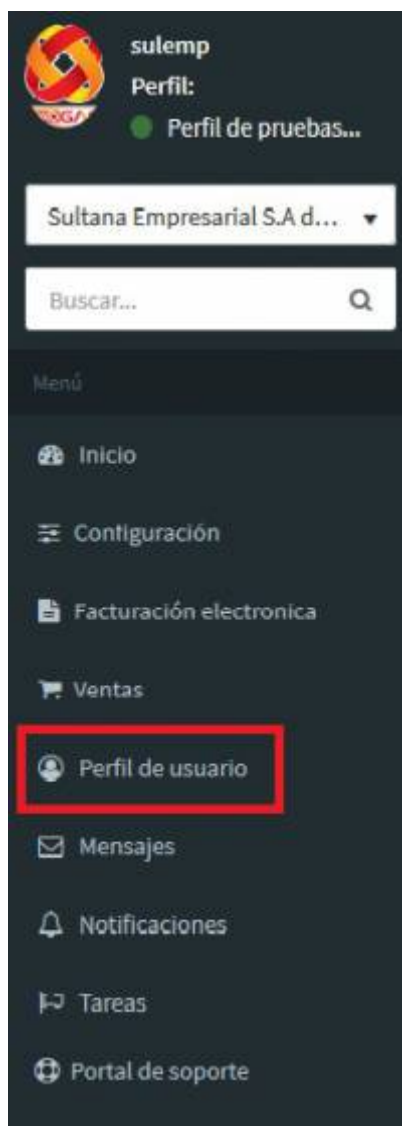 sulemp
Perfil:
Perfil de pruebas...
Sultana Empresarial S.A d...
Buscar...
Menú
Inicio
Configuración
Facturación electronica
Ventas
Perfil de usuario
Mensajes
Notificaciones
Tareas
Portal de soporte